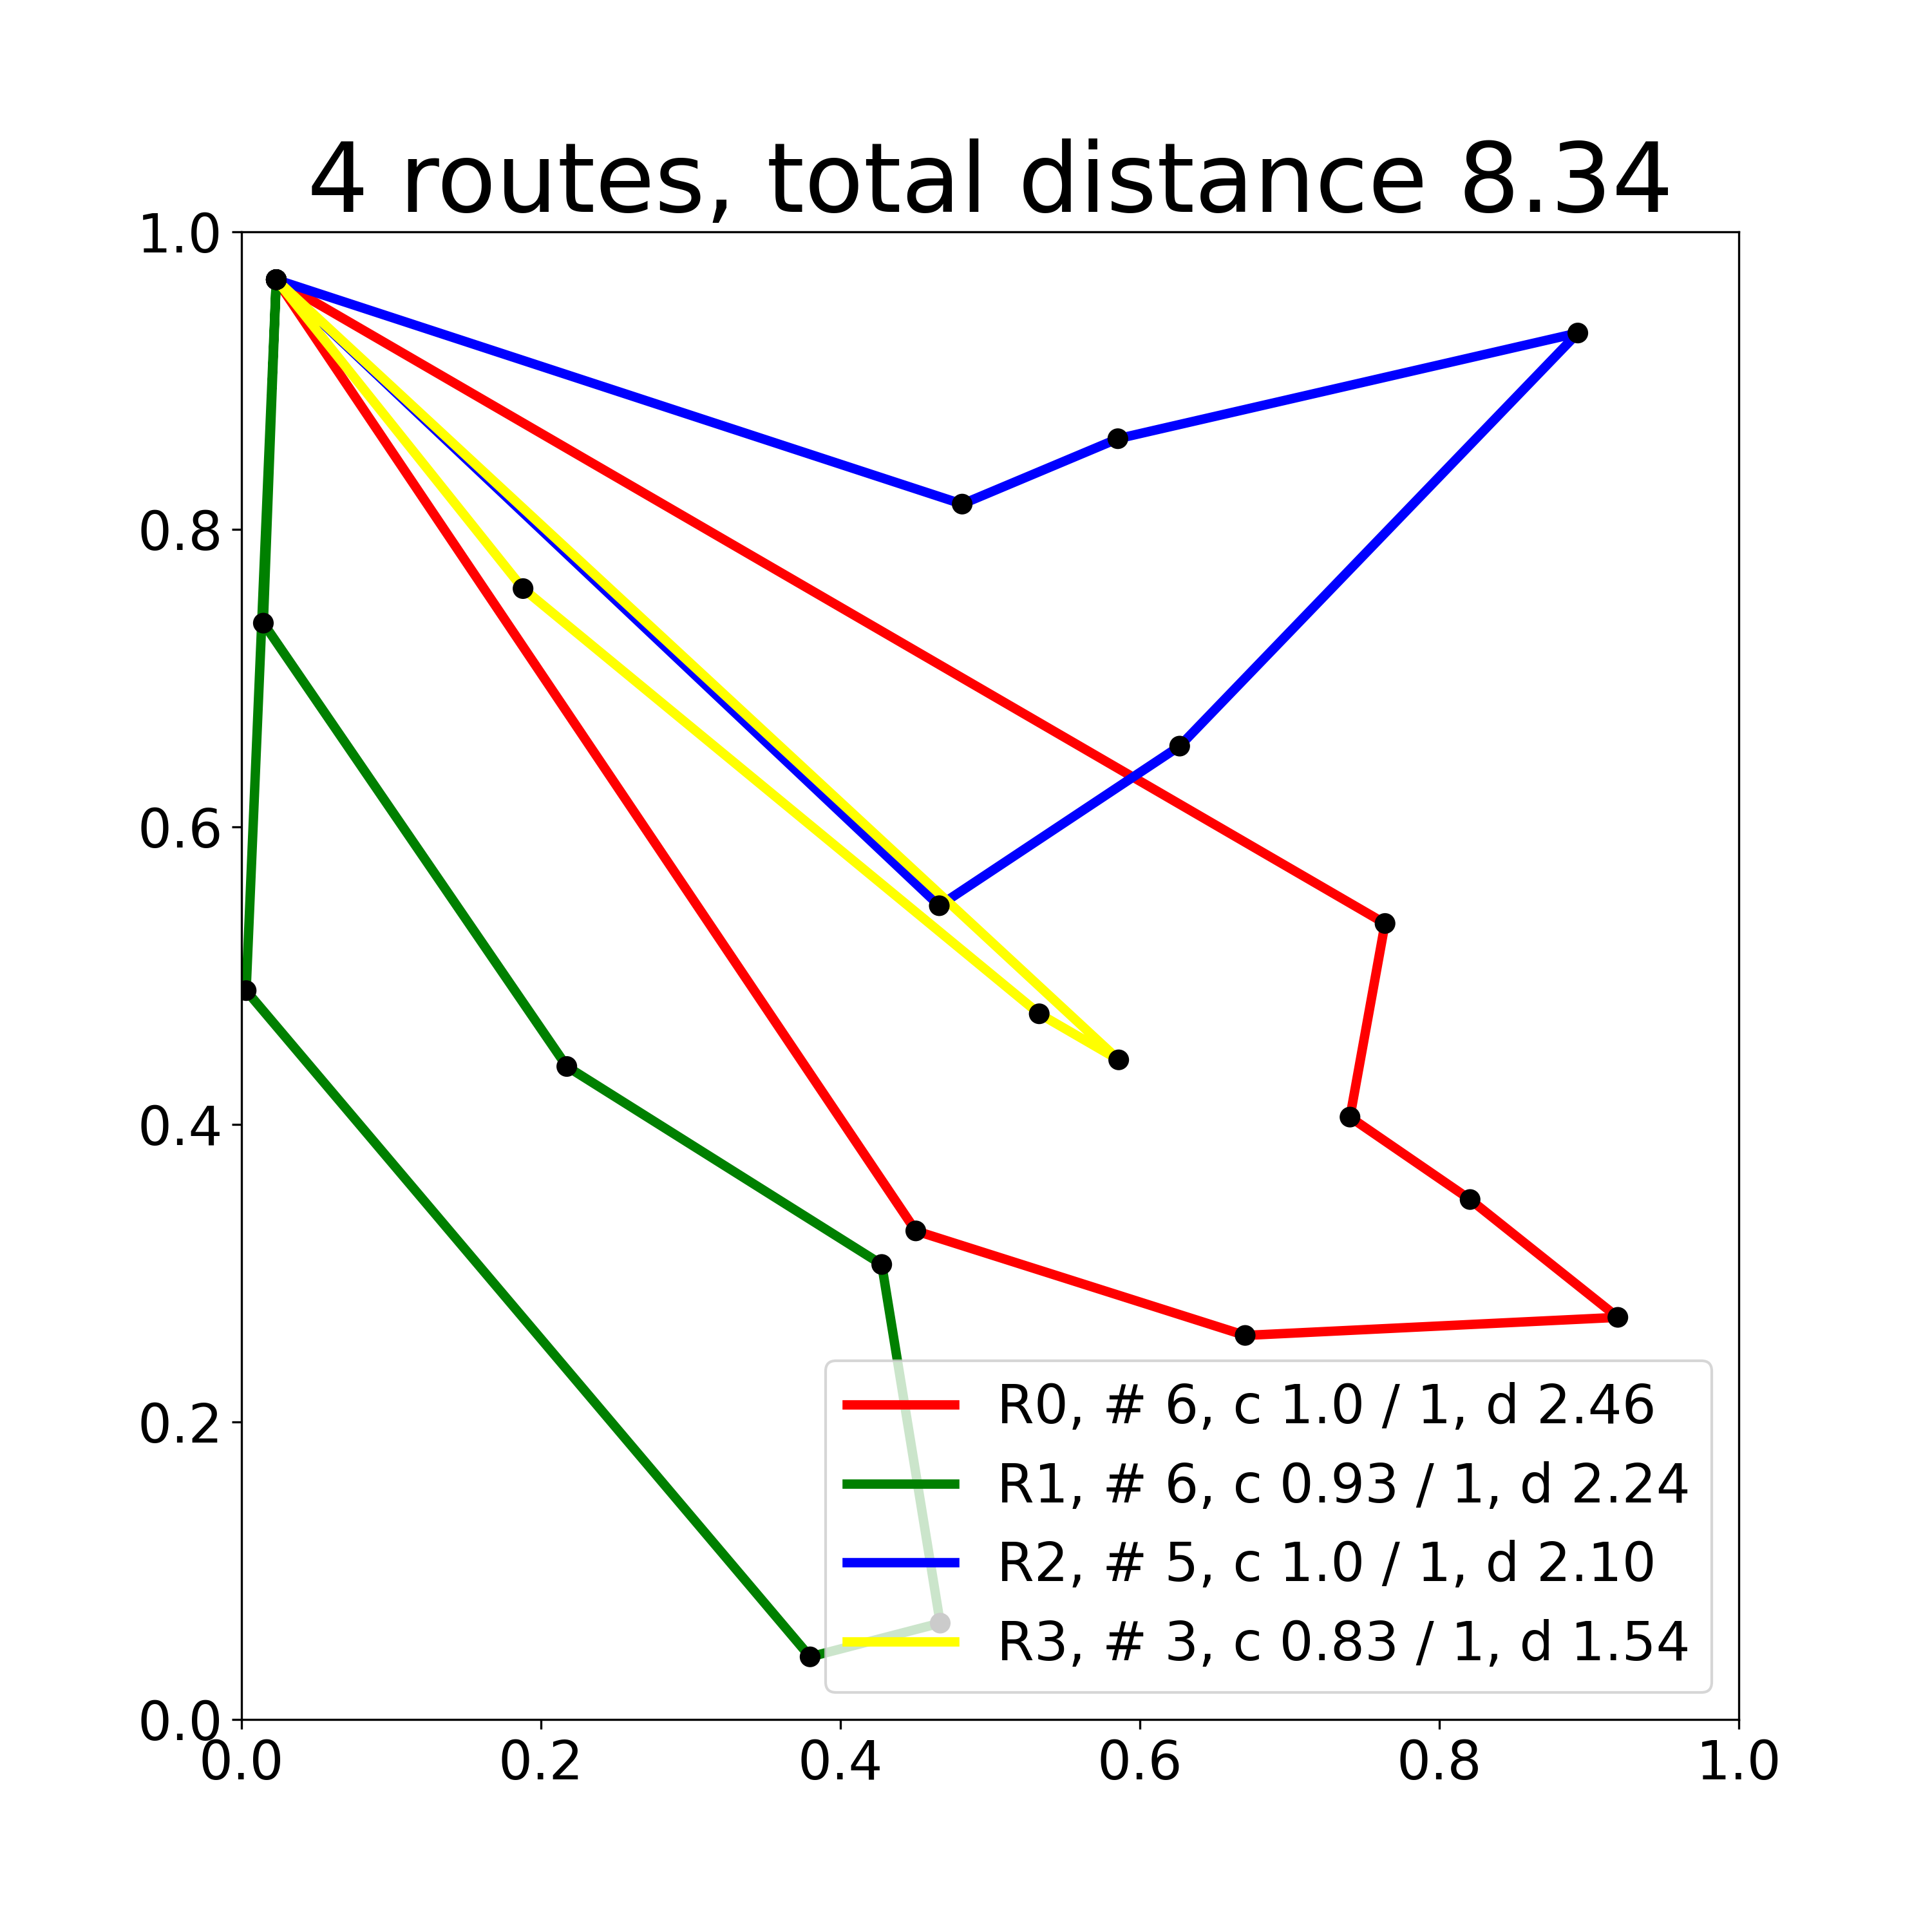 4 routes, total distance 8.34
1.0
0.8
0.6
0.4
0.2
0.0
0.0 0.2 0.4 0.6 0.8 1.0
R0, # 6, c 1.0 / 1, d 2.46
R1, # 6, c 0.93 / 1, d 2.24
R2, # 5, c 1.0 / 1, d 2.10
R3, # 3, c 0.83 / 1, d 1.54